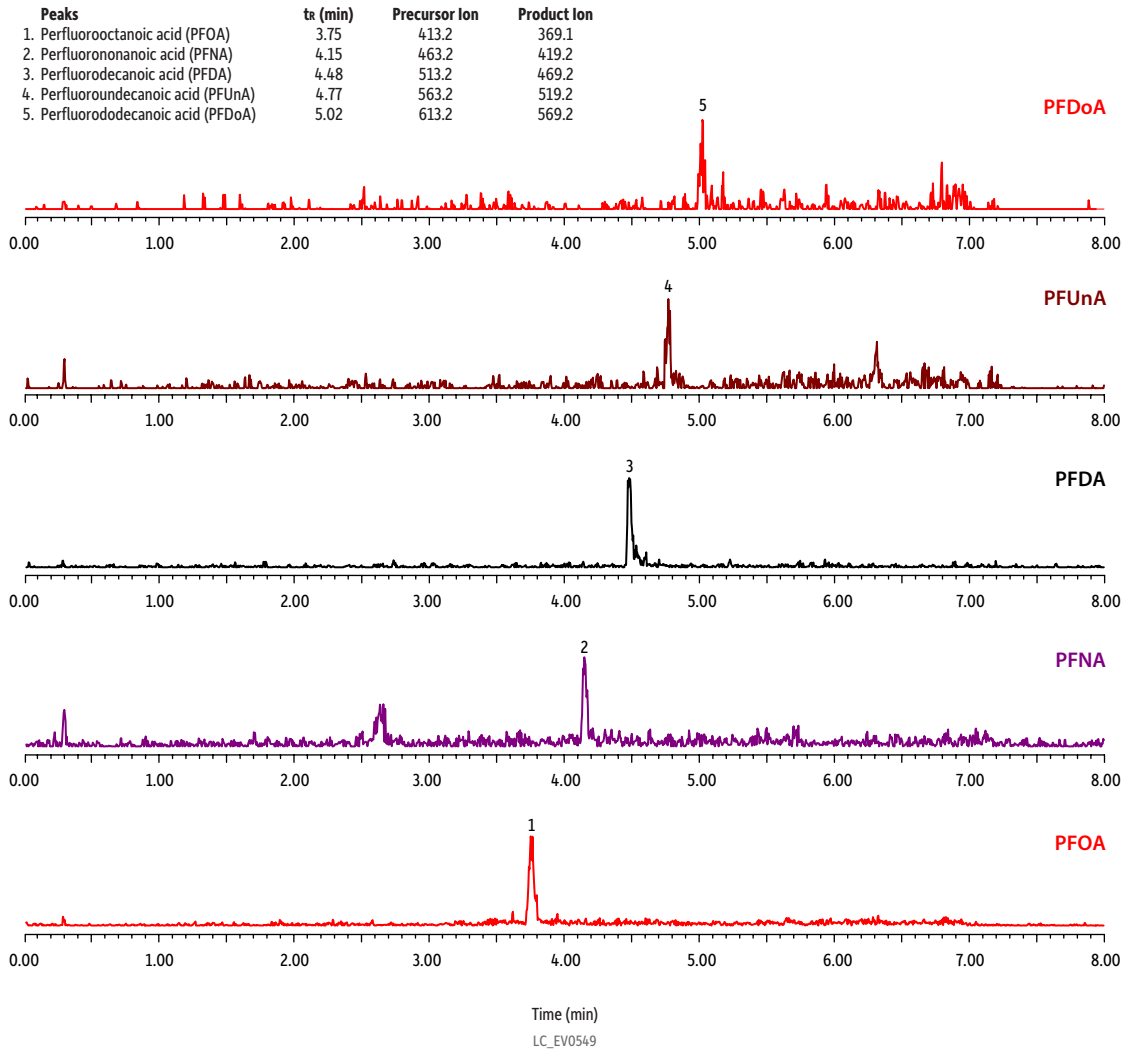 Peaks tR (min) Precursor Ion Product Ion
1. Perfluorooctanoic acid (PFOA) 3.75 413.2 369.1
2. Perfluorononanoic acid (PFNA) 4.15 463.2 419.2
3. Perfluorodecanoic acid (PFDA) 4.48 513.2 469.2
4. Perfluoroundecanoic acid (PFUnA) 4.77 563.2 519.2
5. Perfluorododecanoic acid (PFDoA) 5.02 613.2 569.2
5
PFDoA
0.00 1.00 2.00 3.00 4.00 5.00 6.00 7.00 8.00
4
PFUnA
0.00 1.00 2.00 3.00 4.00 5.00 6.00 7.00 8.00
3
PFDA
0.00 1.00 2.00 3.00 4.00 5.00 6.00 7.00 8.00
2
PFNA
0.00 1.00 2.00 3.00 4.00 5.00 6.00 7.00 8.00
1
PFOA
0.00 1.00 2.00 3.00 4.00 5.00 6.00 7.00 8.00
Time (min)
LC_EV0549